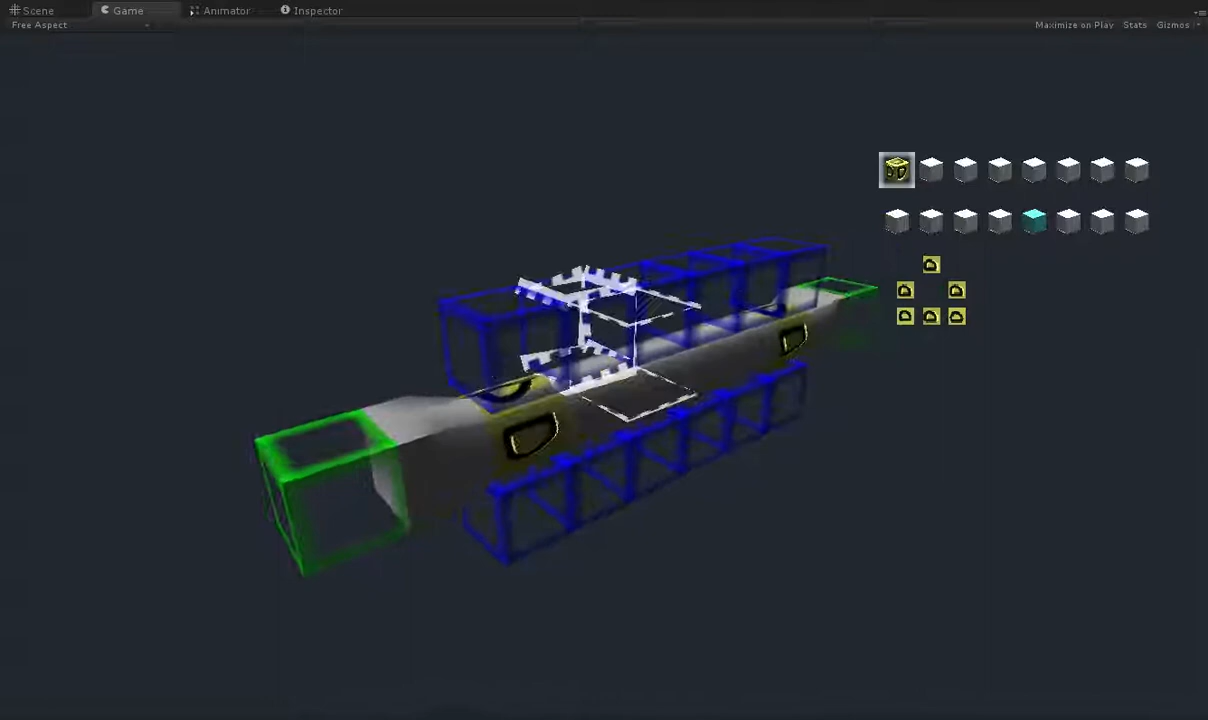 Scene Game Animator Inspector
Free Aspect Maximize on Play Stats Gizmos
D
D